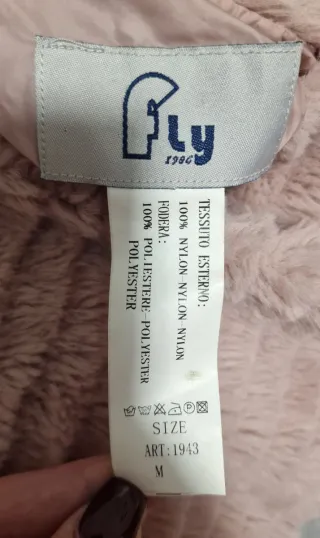 Fly
1986
TESSUTO ESTERNO:
100% NYLON-NYLON-NYLON
FODERA:
100% POLIESTERE-POLYESTER
POLYESTER
SIZE
ART:1943
M